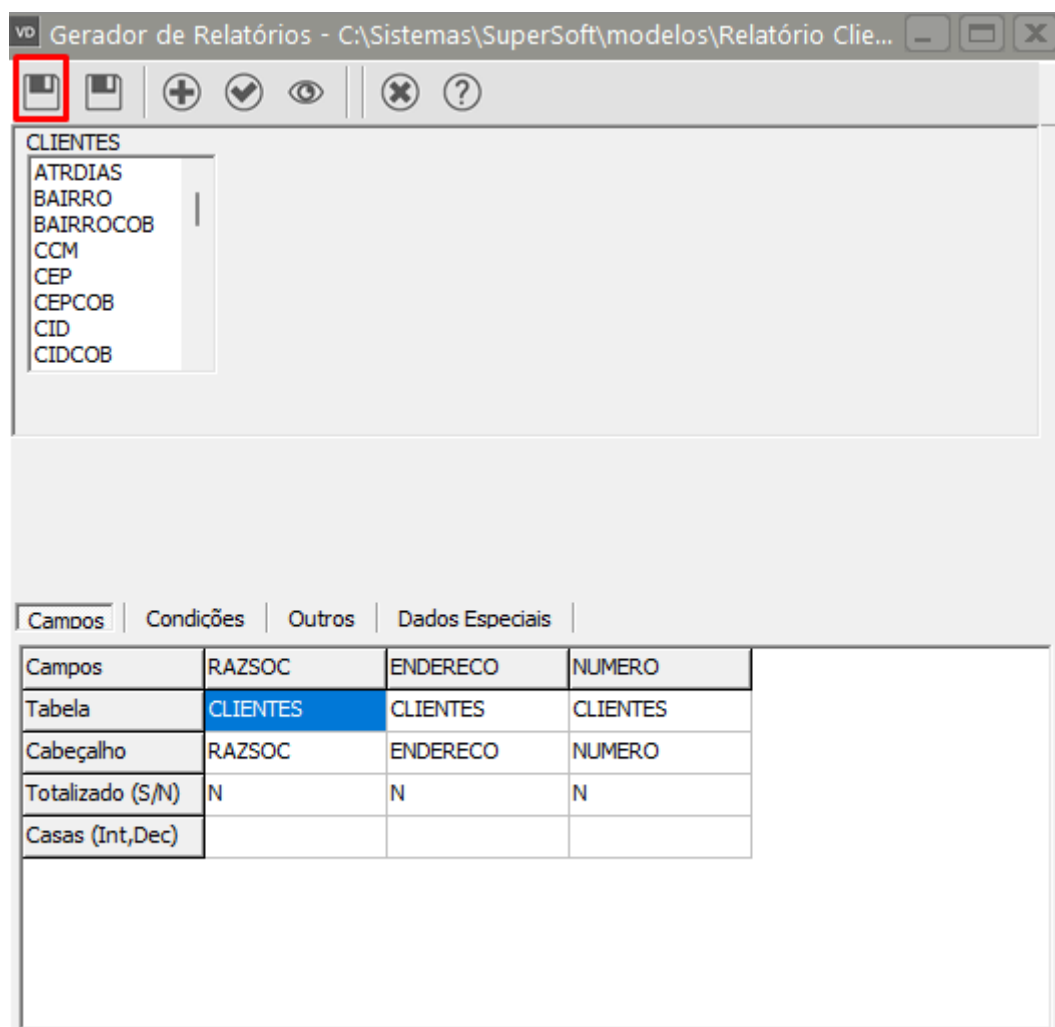 VD Gerador de Relatórios - C:\Sistemas\SuperSoft\modelos\Relatório Clie...
CLIENTES
ATRDIAS
BAIRRO
BAIRROCOB
CCM
CEP
CEPCOB
CID
CIDCOB
Campos Condições Outros Dados Especiais
Campos RAZSOC ENDERECO NUMERO
Tabela CLIENTES CLIENTES CLIENTES
Cabeçalho RAZSOC ENDERECO NUMERO
Totalizado (S/N) N N N
Casas (Int,Dec)